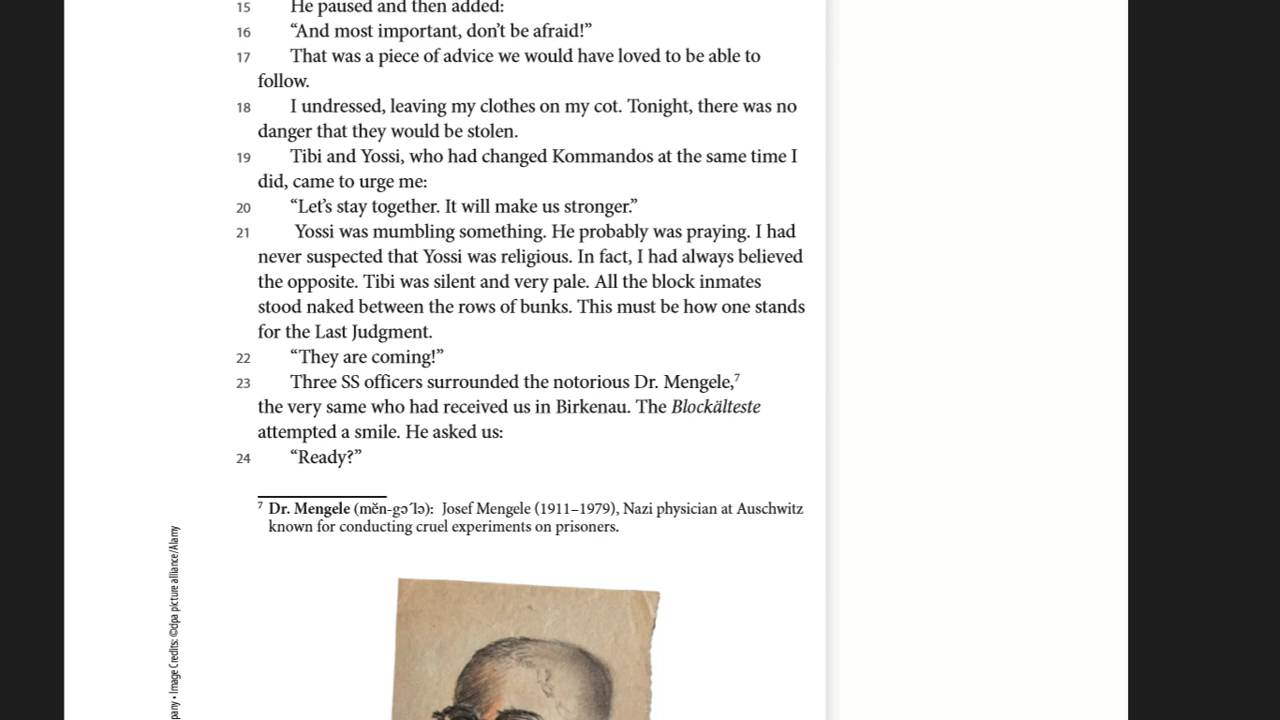 15 He paused and then added:
16 “And most important, don’t be afraid!”
17 That was a piece of advice we would have loved to be able to
follow.
18 I undressed, leaving my clothes on my cot. Tonight, there was no
danger that they would be stolen.
19 Tibi and Yossi, who had changed Kommandos at the same time I
did, came to urge me:
20 “Let’s stay together. It will make us stronger.”
21 Yossi was mumbling something. He probably was praying. I had
never suspected that Yossi was religious. In fact, I had always believed
the opposite. Tibi was silent and very pale. All the block inmates
stood naked between the rows of bunks. This must be how one stands
for the Last Judgment.
22 “They are coming!”
23 Three SS officers surrounded the notorious Dr. Mengele,⁷
the very same who had received us in Birkenau. The Blockälteste
attempted a smile. He asked us:
24 “Ready?”
⁷ Dr. Mengele (mĕn-gə´lə): Josef Mengele (1911–1979), Nazi physician at Auschwitz
known for conducting cruel experiments on prisoners.
pany • Image Credits: ©dpa picture alliance/Alamy